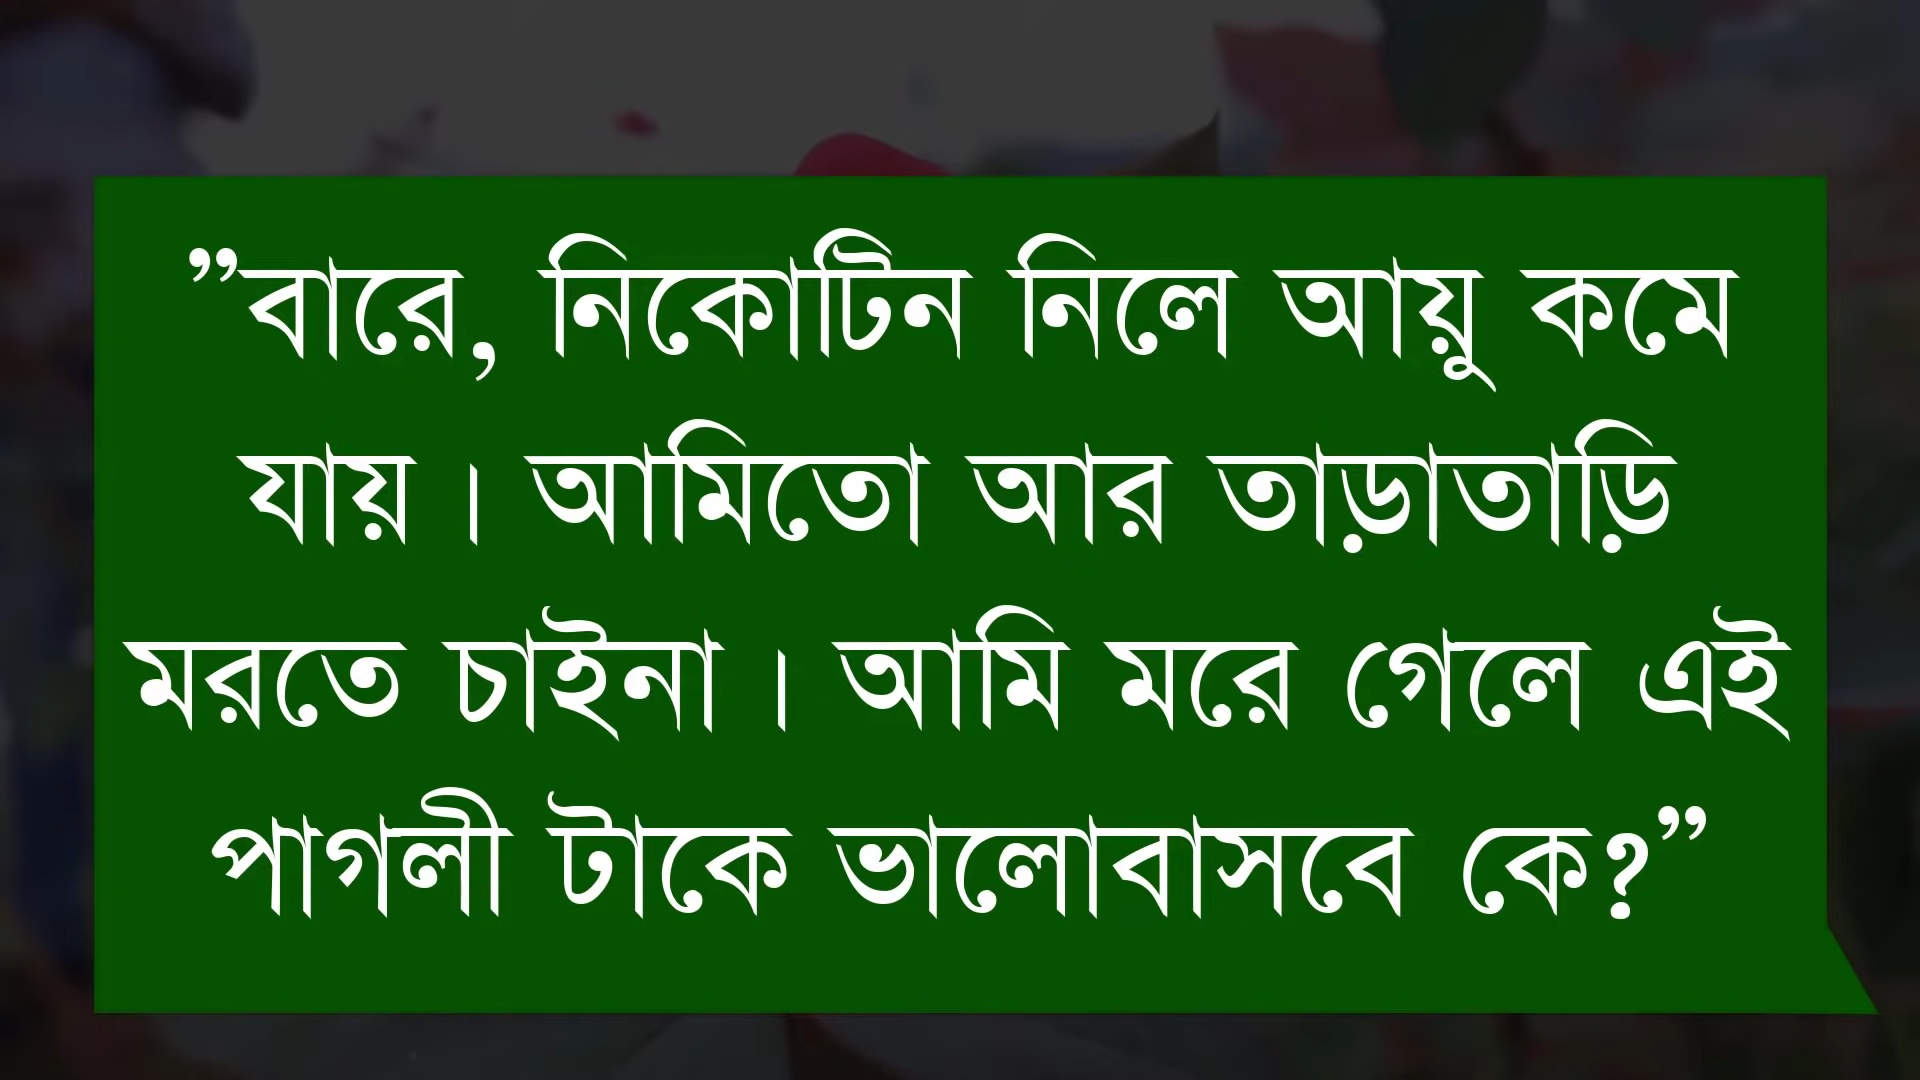 ”বারে, নিকোটিন নিলে আয়ু কমে
যায়। আমিতো আর তাড়াতাড়ি
মরতে চাইনা। আমি মরে গেলে এই
পাগলী টাকে ভালোবাসবে কে?”